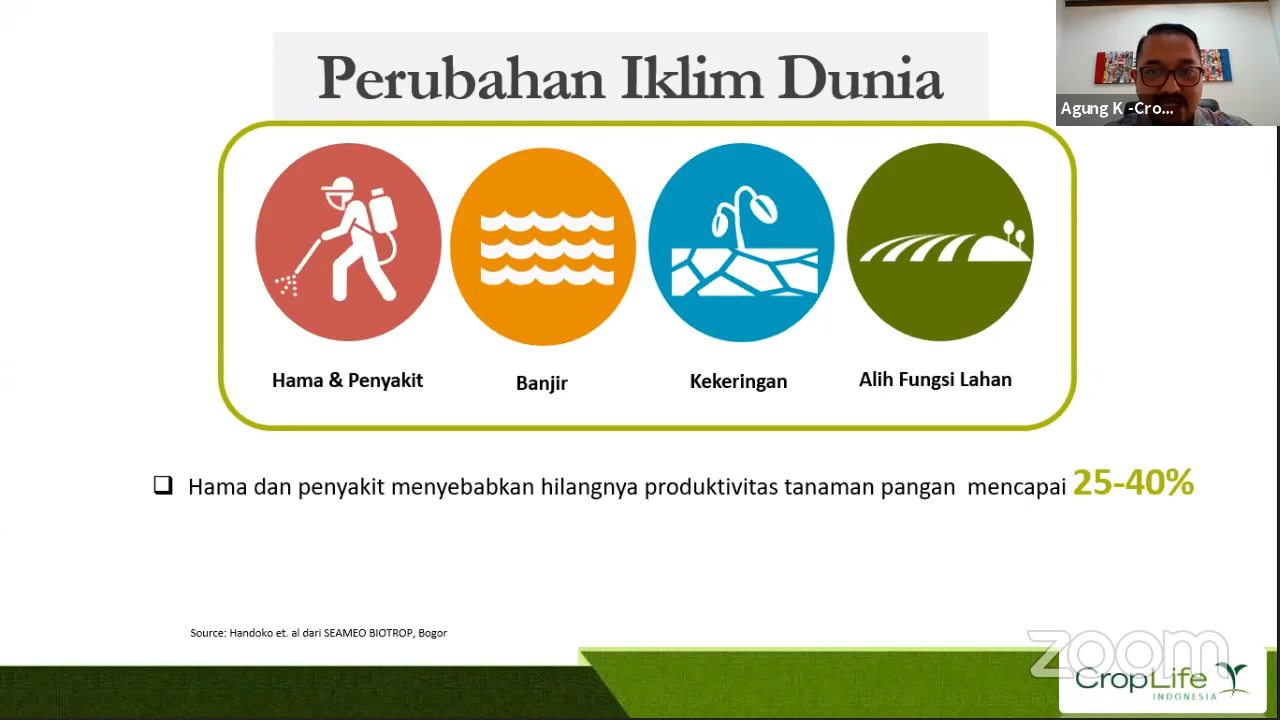 Perubahan Iklim Dunia
Agung K -Cro...
Hama & Penyakit
Banjir
Kekeringan
Alih Fungsi Lahan
❑ Hama dan penyakit menyebabkan hilangnya produktivitas tanaman pangan mencapai 25-40%
Source: Handoko et. al dari SEAMEO BIOTROP, Bogor
zoom
CropLife
INDONESIA